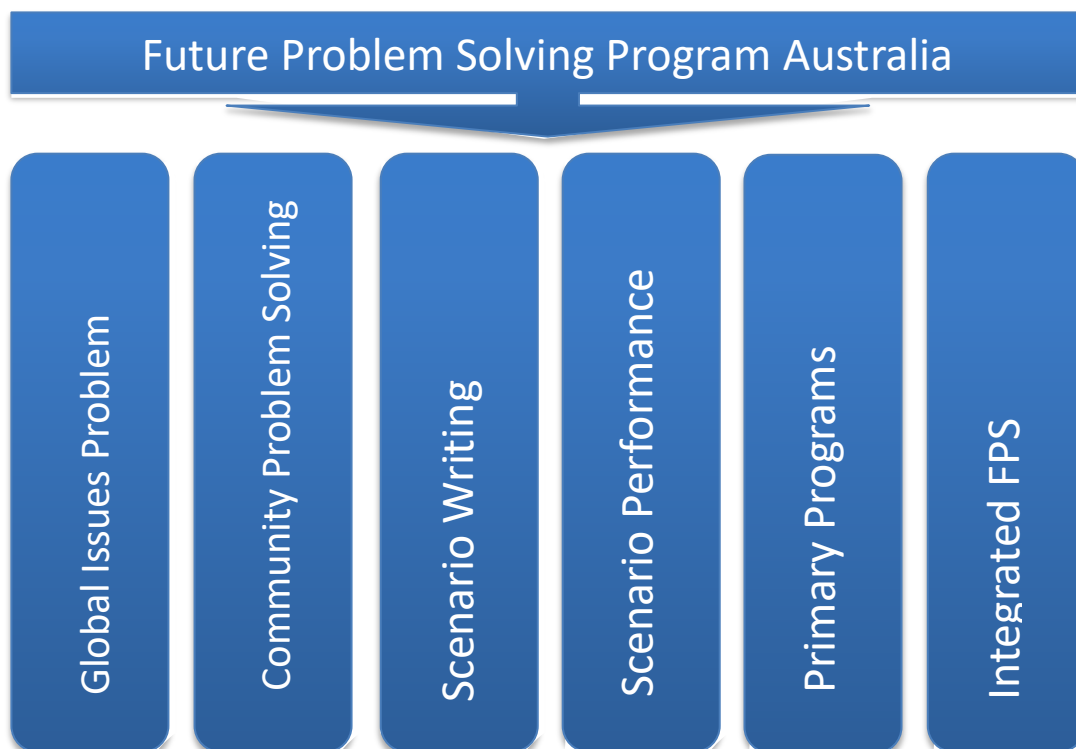 Future Problem Solving Program Australia
Global Issues Problem
Community Problem Solving
Scenario Writing
Scenario Performance
Primary Programs
Integrated FPS